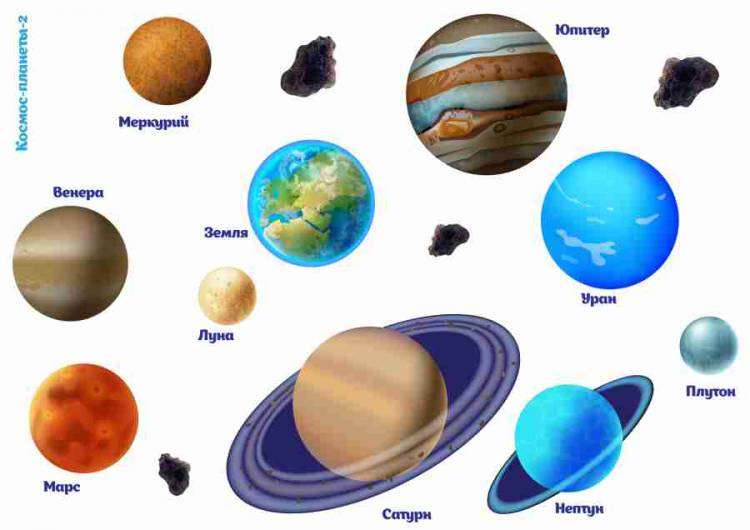 Космос-планеты-2
Меркурий
Юпитер
Венера
Земля
Луна
Уран
Плутон
Марс
Сатурн
Нептун